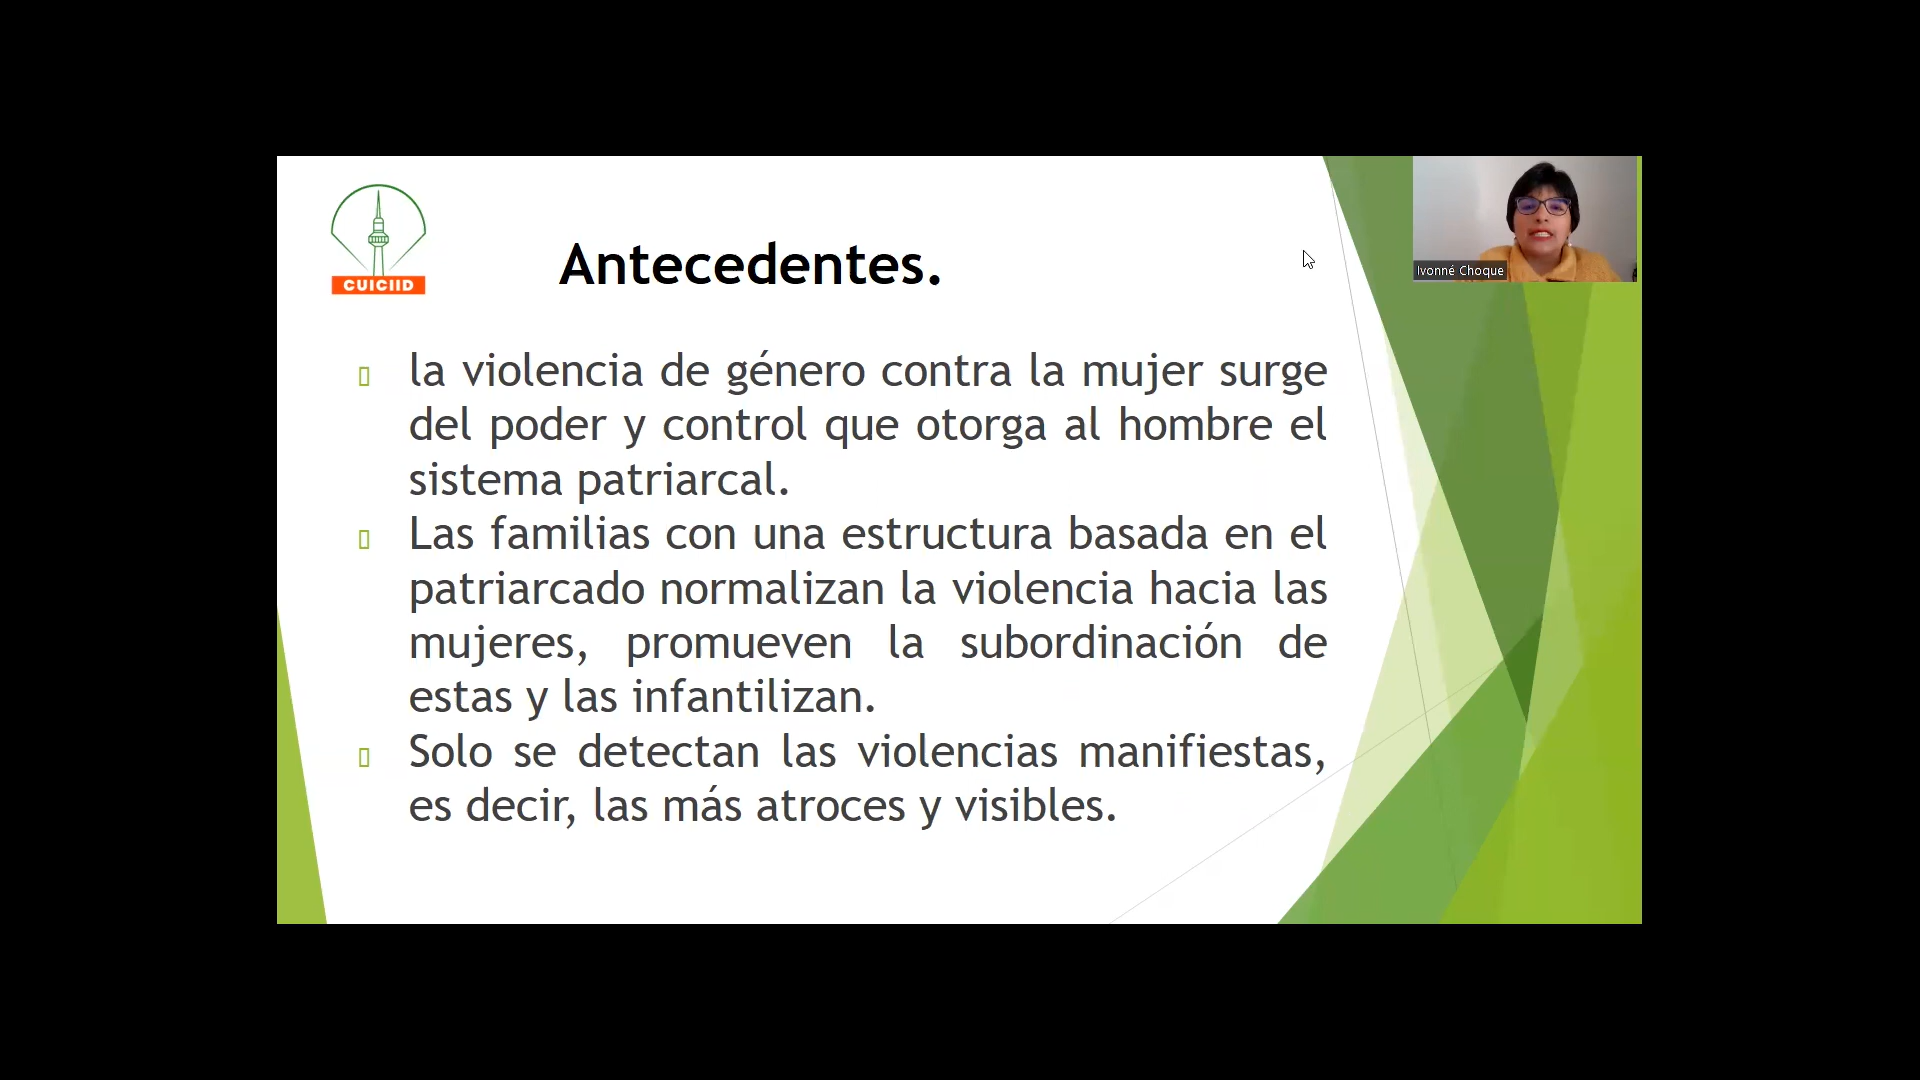 CUICIID
Antecedentes.
Ivonné Choque
la violencia de género contra la mujer surge
del poder y control que otorga al hombre el
sistema patriarcal.
Las familias con una estructura basada en el
patriarcado normalizan la violencia hacia las
mujeres, promueven la subordinación de
estas y las infantilizan.
Solo se detectan las violencias manifiestas,
es decir, las más atroces y visibles.